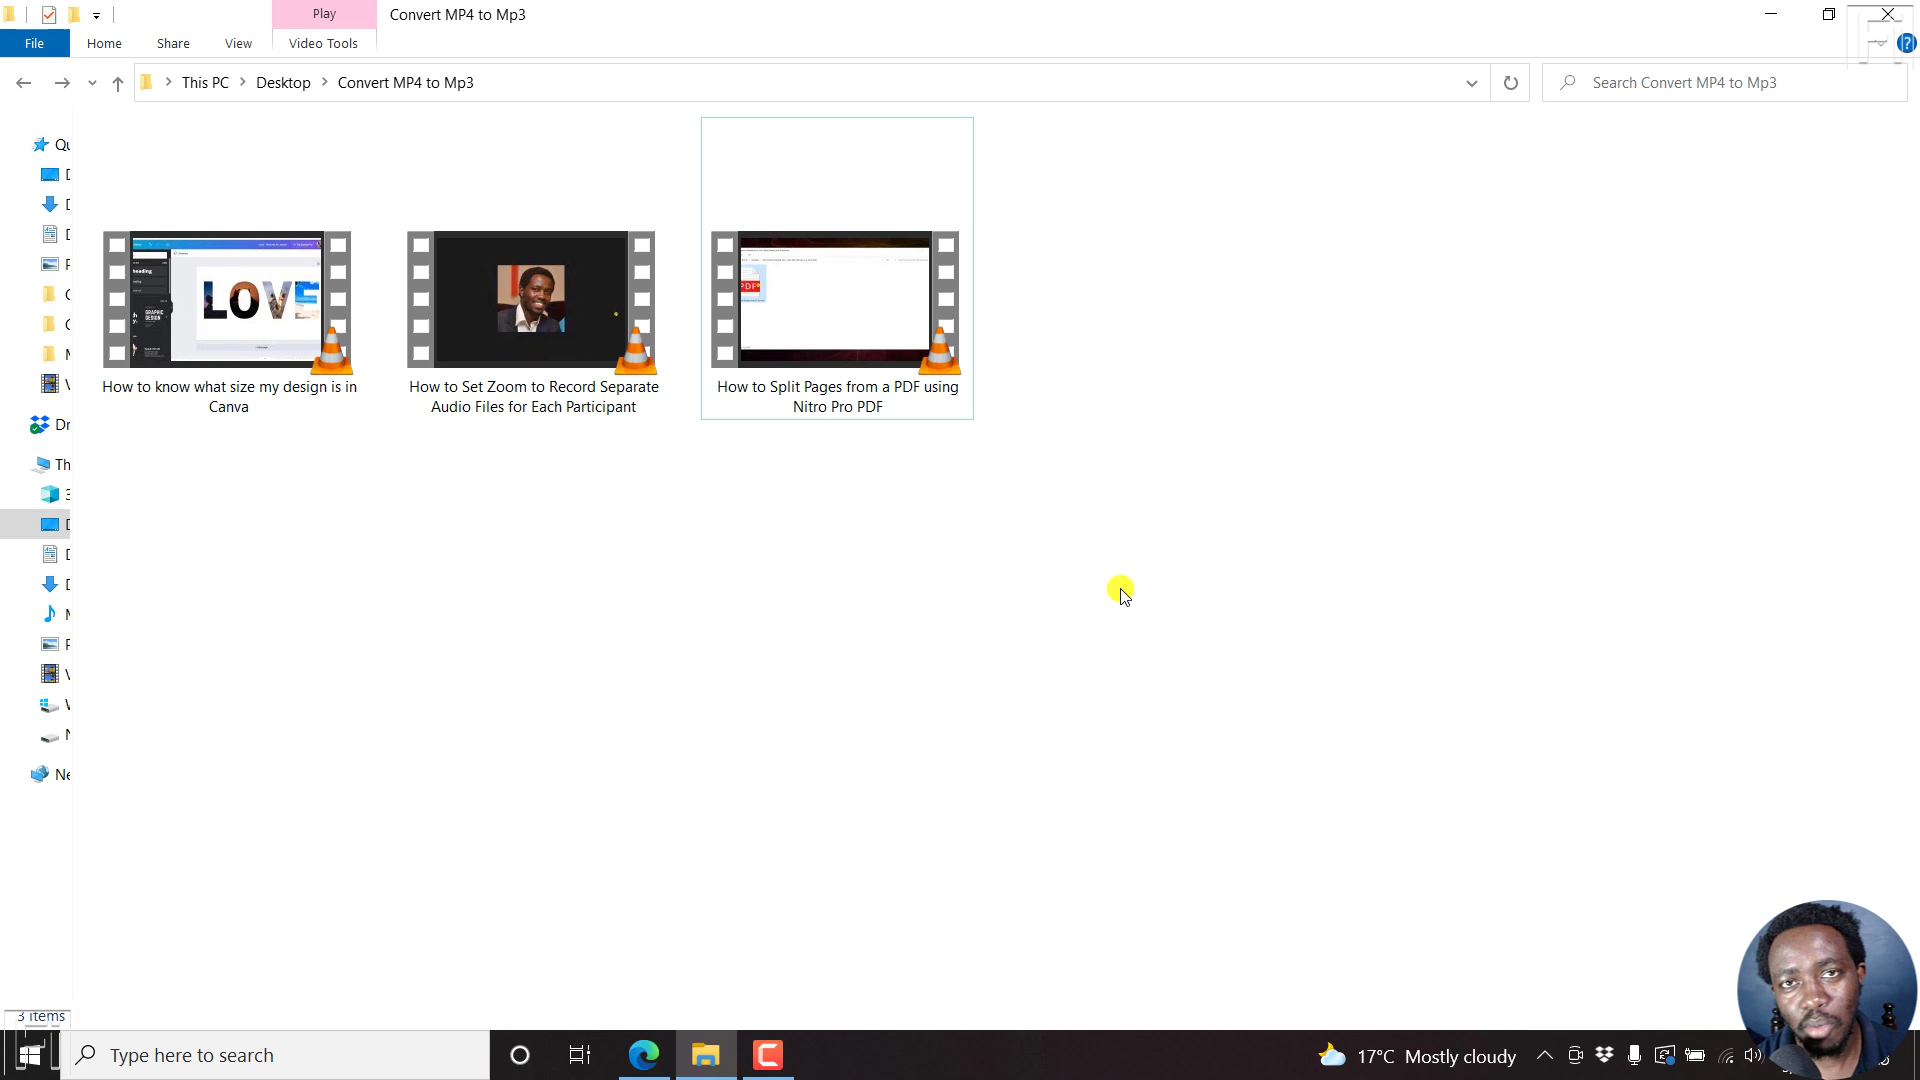 Play
Convert MP4 to Mp3
File
Home
Share
View
Video Tools
This PC
Desktop
Convert MP4 to Mp3
Search Convert MP4 to Mp3
LOVE
PDF
How to know what size my design is in
Canva
How to Set Zoom to Record Separate
Audio Files for Each Participant
How to Split Pages from a PDF using
Nitro Pro PDF
3 items
Type here to search
17°C Mostly cloudy